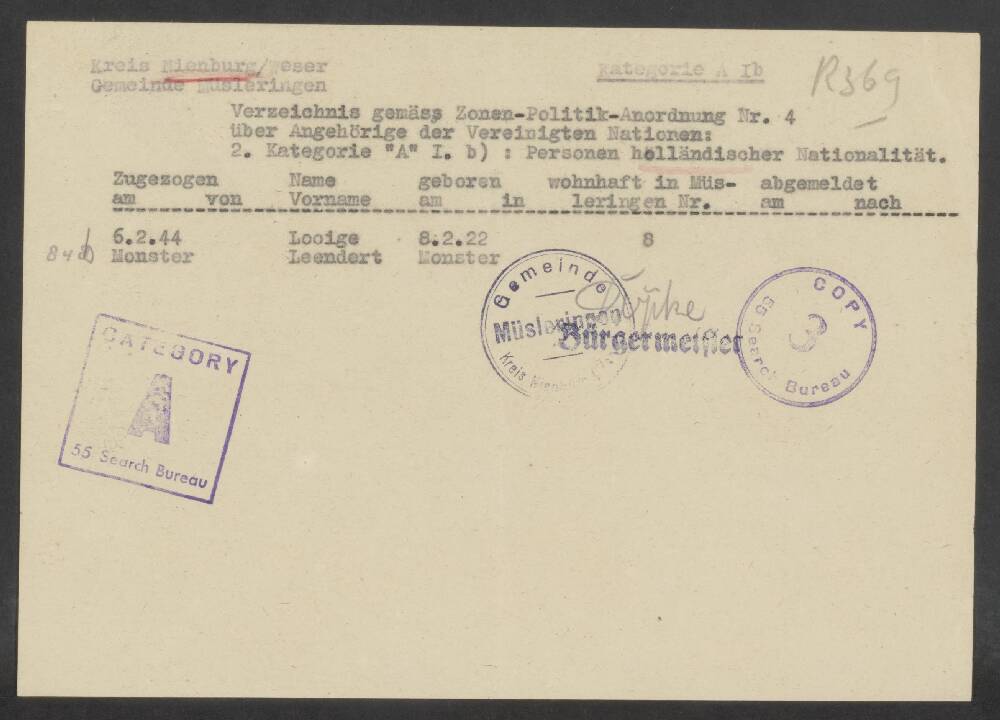 Kreis Nienburg/Weser
Kategorie A Ib
R369
Gemeinde Müsleringen
Verzeichnis gemäss Zonen-Politik-Anordnung Nr. 4
über Angehörige der Vereinigten Nationen:
2. Kategorie "A" I. b) : Personen holländischer Nationalität.
Zugezogen Name geboren wohnhaft in Müs- abgemeldet
am von Vorname am in leringen Nr. am nach
6.2.44 Looige 8.2.22 8
Monster Leendert Monster
Gemeinde
Müsleringen
Kreis
Bürgermeister
COPY
3
55 Search Bureau
CATEGORY
A
55 Search Bureau